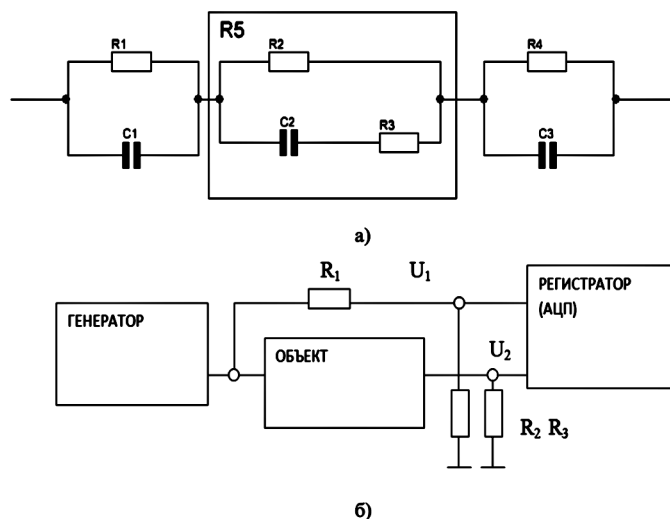 R5
R1
R2
R4
C1
C2
R3
C3
а)
R₁
U₁
ГЕНЕРАТОР
ОБЪЕКТ
РЕГИСТРАТОР
(АЦП)
U₂
R₂ R₃
б)